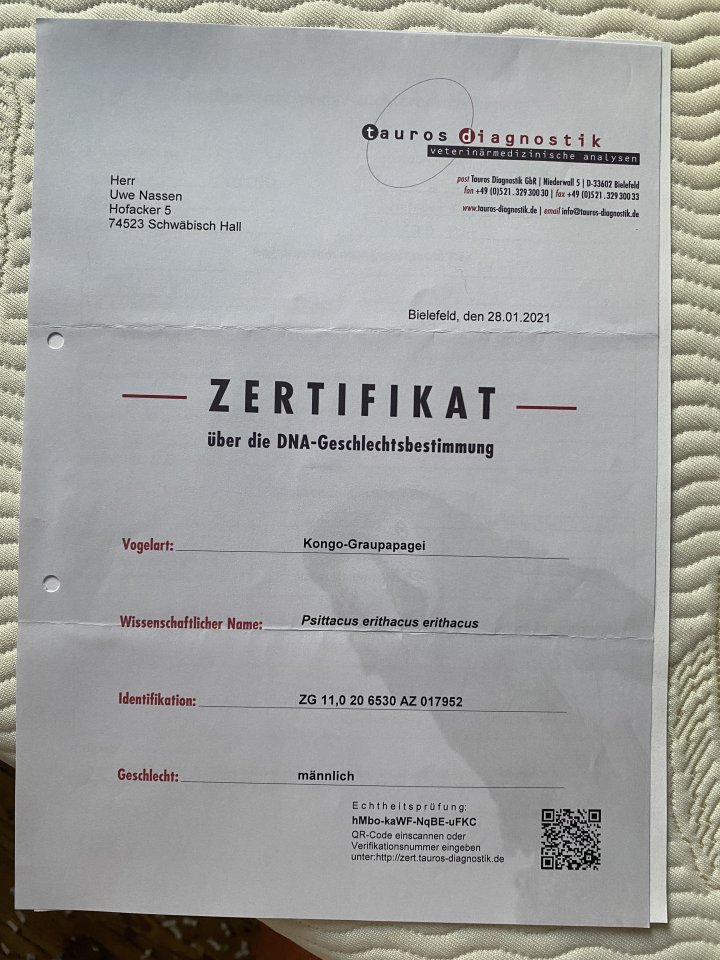 tauros diagnostik
veterinärmedizinische analysen
post Tauros Diagnostik GbR | Niederwall 5 | D-33602 Bielefeld
fon +49 (0)521 . 329 300 30 | fax +49 (0)521 . 329 300 33
www.tauros-diagnostik.de | email info@tauros-diagnostik.de
Herr
Uwe Nassen
Hofacker 5
74523 Schwäbisch Hall
Bielefeld, den 28.01.2021
ZERTIFIKAT
über die DNA-Geschlechtsbestimmung
Vogelart: Kongo-Graupapagei
Wissenschaftlicher Name: Psittacus erithacus erithacus
Identifikation: ZG 11,0 20 6530 AZ 017952
Geschlecht: männlich
Echtheitsprüfung:
hMbo-kaWF-NqBE-uFKC
QR-Code einscannen oder
Verifikationsnummer eingeben
unter:http://zert.tauros-diagnostik.de